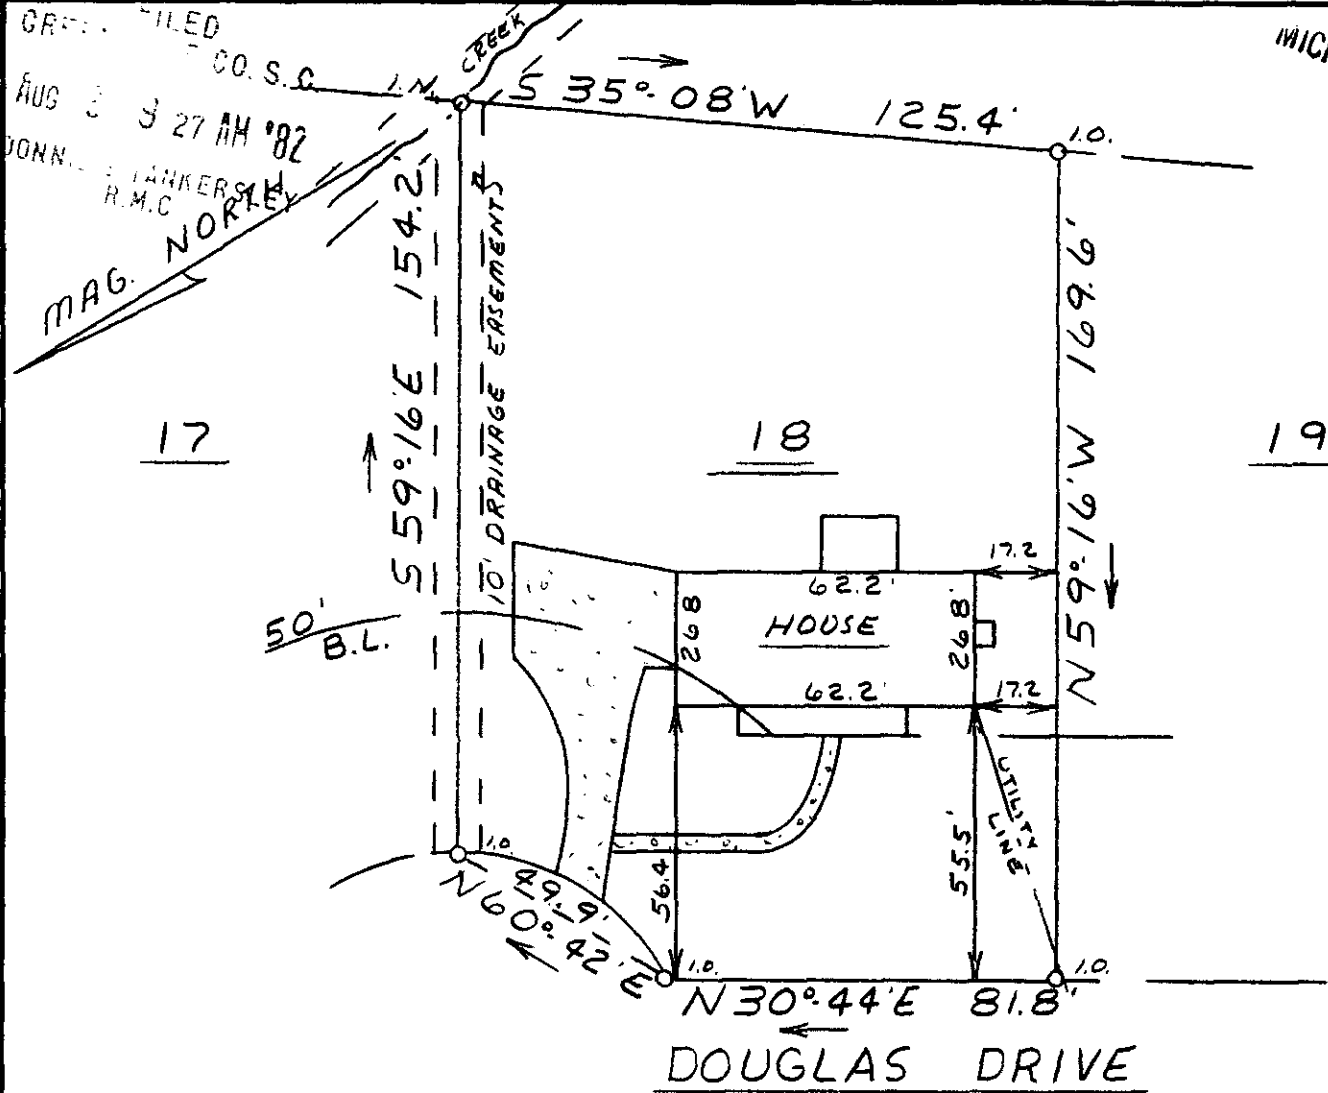 FILED
CO. S. C.
MICH
AUG 3 27 AM '82
TANKERSLEY
R.M.C
MAG. NORTH
CREEK
I.N.
S 35°-08'W 125.4'
I.O.
S 59°-16'E 154.2'
10' DRAINAGE EASEMENTS
N 59°-16'W 169.6'
17
18
19
50'
B.L.
62.2'
17.2
26.8
HOUSE
26.8'
62.2'
17.2
UTILITY
LINE
56.4
55.5'
I.O.
49.9'
N 60°-42'E
I.O.
I.O.
N 30°-44'E 81.8'
DOUGLAS DRIVE